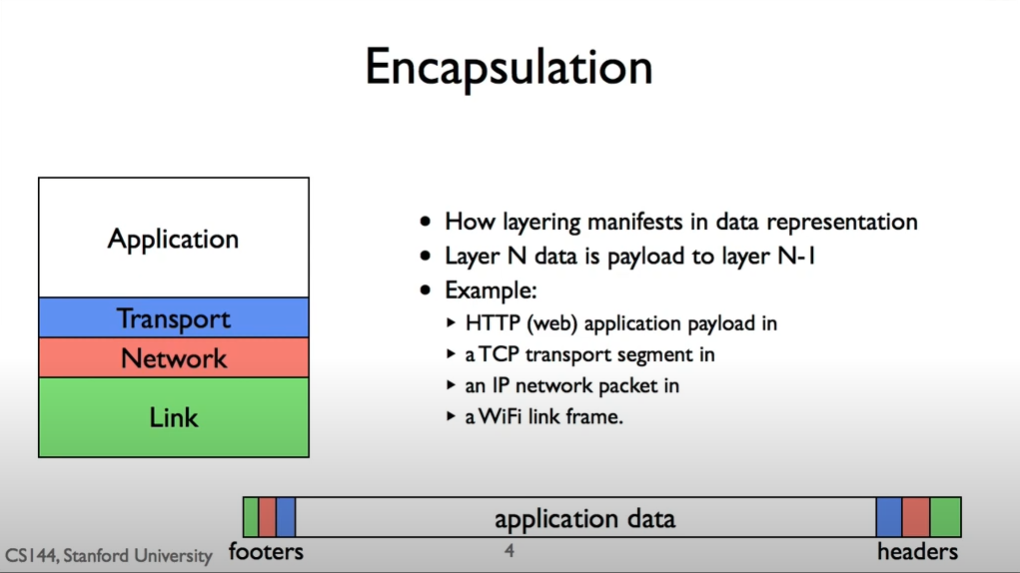 Encapsulation
Application
Transport
Network
Link
• How layering manifests in data representation
• Layer N data is payload to layer N-1
• Example:
‣ HTTP (web) application payload in
‣ a TCP transport segment in
‣ an IP network packet in
‣ a WiFi link frame.
application data
footers
headers
CS144, Stanford University
4